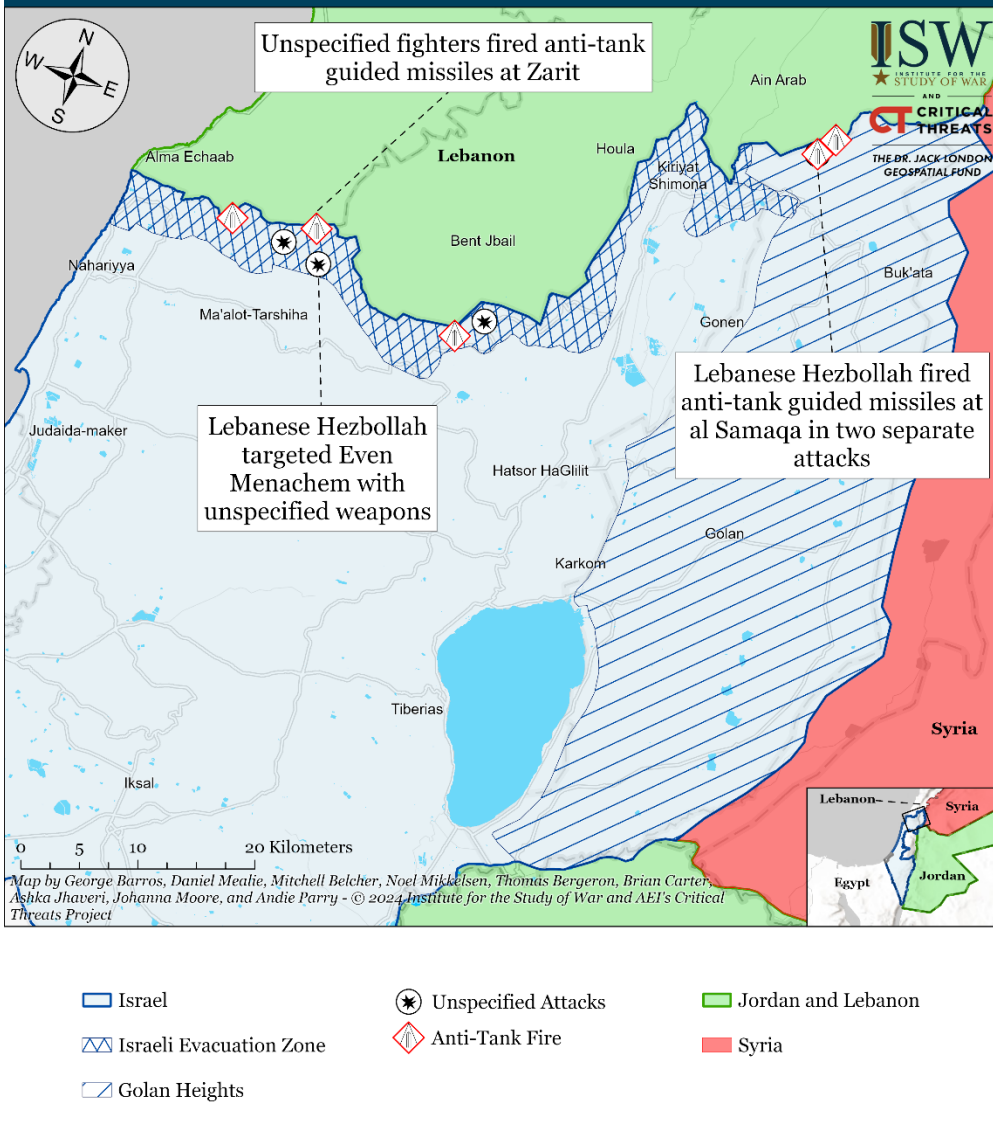 N
W
E
S
Unspecified fighters fired anti-tank
guided missiles at Zarit
ISW
INSTITUTE FOR THE
STUDY OF WAR
AND
CT CRITICAL
THREATS
THE DR. JACK LONDON
GEOSPATIAL FUND
Ain Arab
Alma Echaab
Lebanon
Houla
Kiriyat
Shimona
Bent Jbail
Nahariyya
Buk'ata
Ma'alot-Tarshiha
Gonen
Lebanese Hezbollah fired
anti-tank guided missiles at
al Samaqa in two separate
attacks
Lebanese Hezbollah
targeted Even
Menachem with
unspecified weapons
Judaida-maker
Hatsor HaGlilit
Golan
Karkom
Tiberias
Syria
Iksal
Lebanon
Syria
Egypt
Jordan
0 5 10 20 Kilometers
Map by George Barros, Daniel Mealie, Mitchell Belcher, Noel Mikkelsen, Thomas Bergeron, Brian Carter,
Ashka Jhaveri, Johanna Moore, and Andie Parry - © 2024 Institute for the Study of War and AEI's Critical
Threats Project
Israel
Unspecified Attacks
Jordan and Lebanon
Israeli Evacuation Zone
Anti-Tank Fire
Syria
Golan Heights